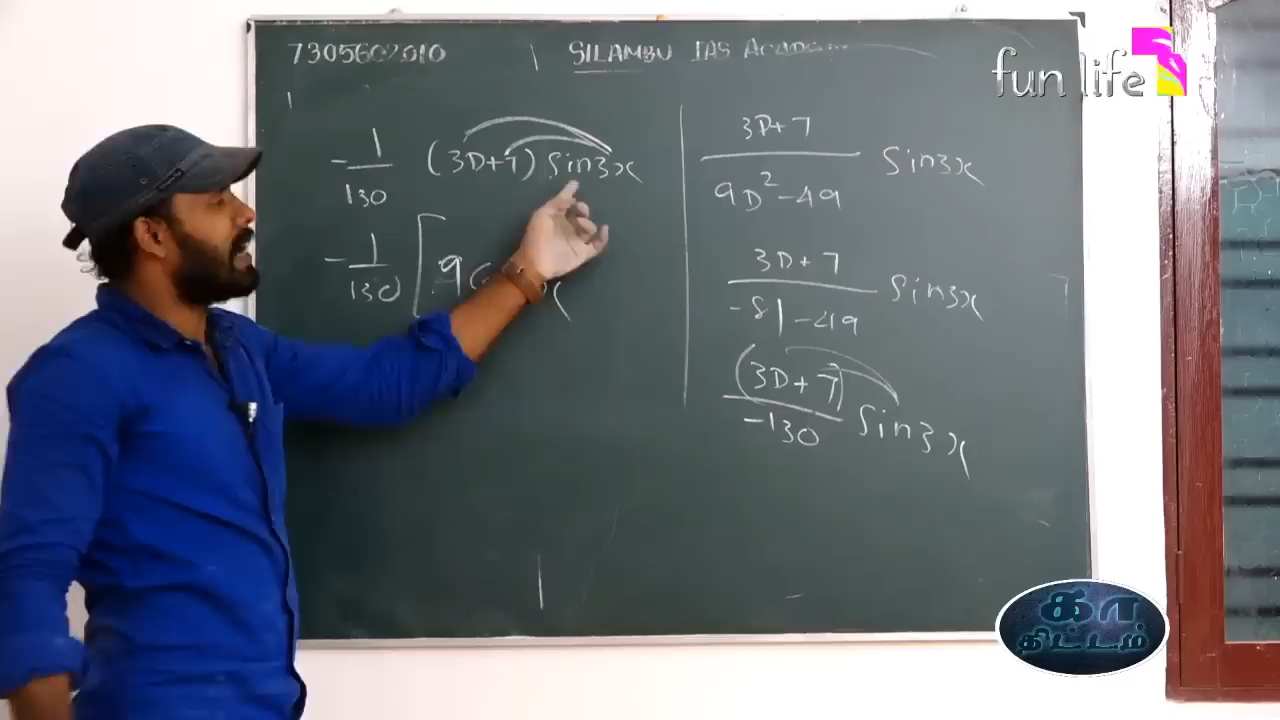 7305602010 SILAMBU IAS Academy
fun life
-1/130 (3D+7) Sin3x
-1/130 [ 9
3D+7 / 9D²-49 Sin3x
3D+7 / -81-49 Sin3x
(3D+7) / -130 Sin3x
கா
திட்டம்